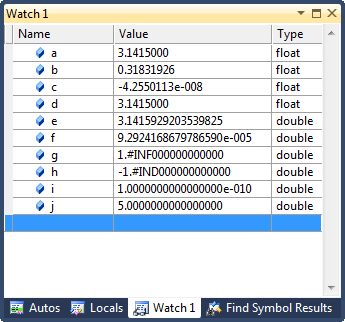 Watch 1
Name Value Type
a 3.1415000 float
b 0.31831926 float
c -4.2550113e-008 float
d 3.1415000 float
e 3.1415929203539825 double
f 9.2924168679786590e-005 double
g 1.#INF000000000000 double
h -1.#IND000000000000 double
i 1.0000000000000000e-010 double
j 5.0000000000000000 double
Autos Locals Watch 1 Find Symbol Results